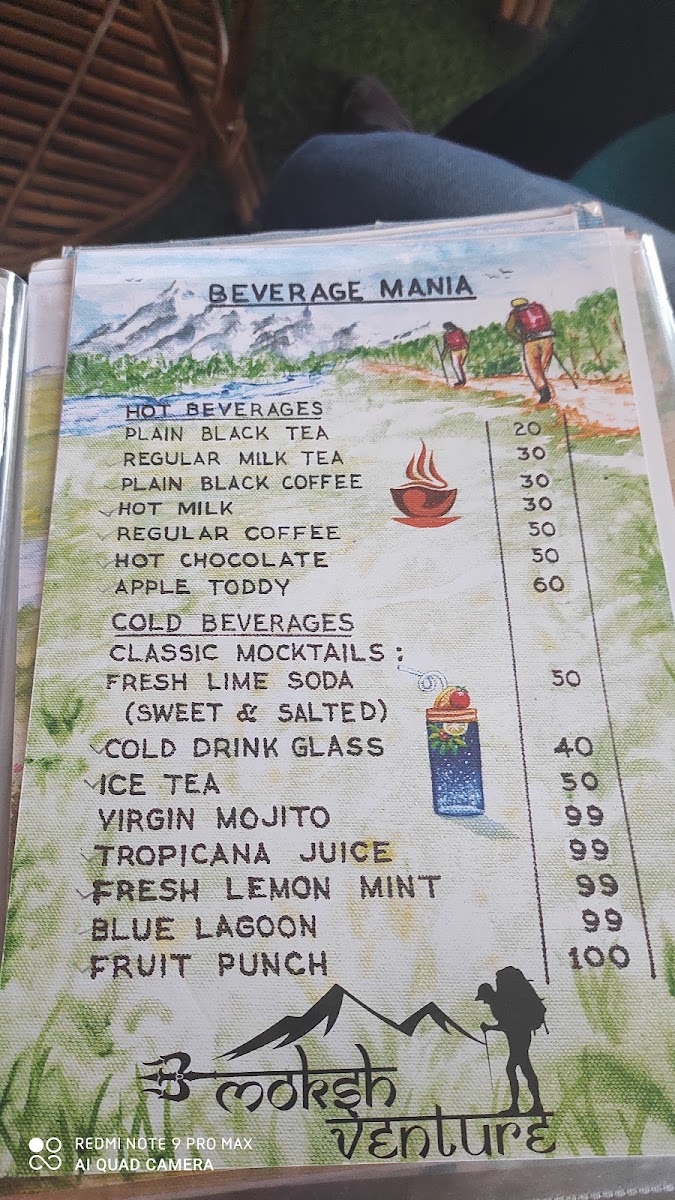 BEVERAGE MANIA
HOT BEVERAGES
PLAIN BLACK TEA 20
REGULAR MILK TEA 30
PLAIN BLACK COFFEE 30
HOT MILK 30
REGULAR COFFEE 50
HOT CHOCOLATE 50
APPLE TODDY 60
COLD BEVERAGES
CLASSIC MOCKTAILS :
FRESH LIME SODA 50
(SWEET & SALTED)
COLD DRINK GLASS 40
ICE TEA 50
VIRGIN MOJITO 99
TROPICANA JUICE 99
FRESH LEMON MINT 99
BLUE LAGOON 99
FRUIT PUNCH 100
moksh
venture
REDMI NOTE 9 PRO MAX
AI QUAD CAMERA